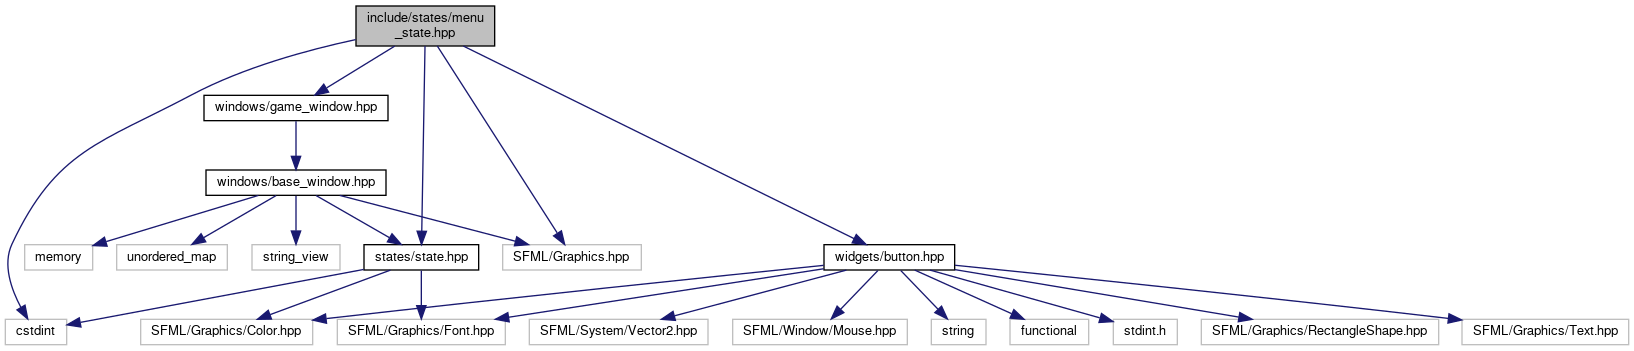 include/states/menu
_state.hpp
windows/game_window.hpp
windows/base_window.hpp
memory
unordered_map
string_view
states/state.hpp
SFML/Graphics.hpp
widgets/button.hpp
cstdint
SFML/Graphics/Color.hpp
SFML/Graphics/Font.hpp
SFML/System/Vector2.hpp
SFML/Window/Mouse.hpp
string
functional
stdint.h
SFML/Graphics/RectangleShape.hpp
SFML/Graphics/Text.hpp